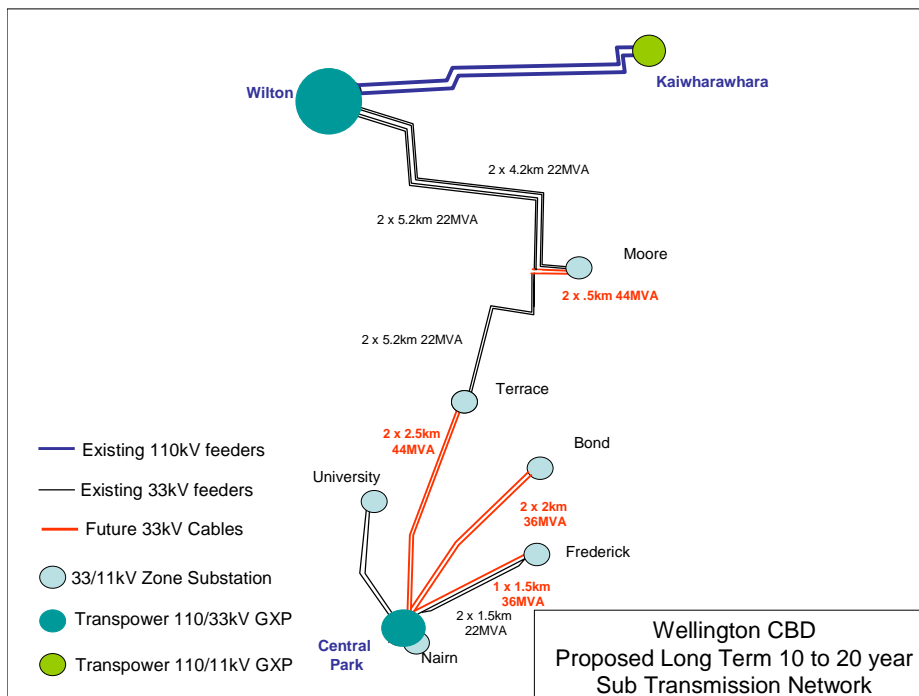 Wilton
Kaiwharawhara
2 x 4.2km 22MVA
2 x 5.2km 22MVA
Moore
2 x .5km 44MVA
2 x 5.2km 22MVA
Terrace
2 x 2.5km
44MVA
Bond
University
2 x 2km
36MVA
Frederick
1 x 1.5km
36MVA
2 x 1.5km
22MVA
Central
Park
Nairn
Existing 110kV feeders
Existing 33kV feeders
Future 33kV Cables
33/11kV Zone Substation
Transpower 110/33kV GXP
Transpower 110/11kV GXP
Wellington CBD
Proposed Long Term 10 to 20 year
Sub Transmission Network